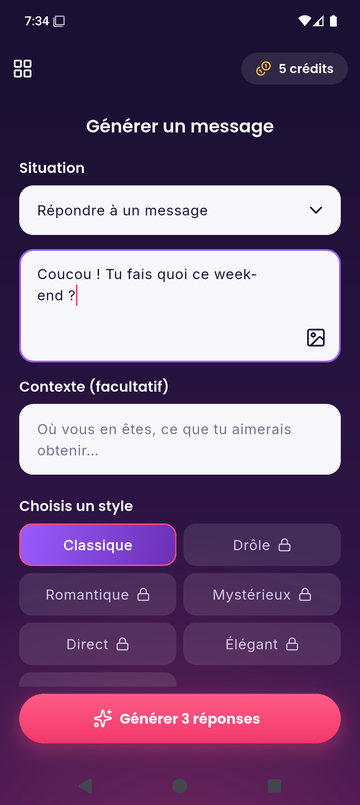 7:34
5 crédits
Générer un message
Situation
Répondre à un message
Coucou ! Tu fais quoi ce week-
end ?
Contexte (facultatif)
Où vous en êtes, ce que tu aimerais
obtenir...
Choisis un style
Classique
Drôle
Romantique
Mystérieux
Direct
Élégant
Générer 3 réponses